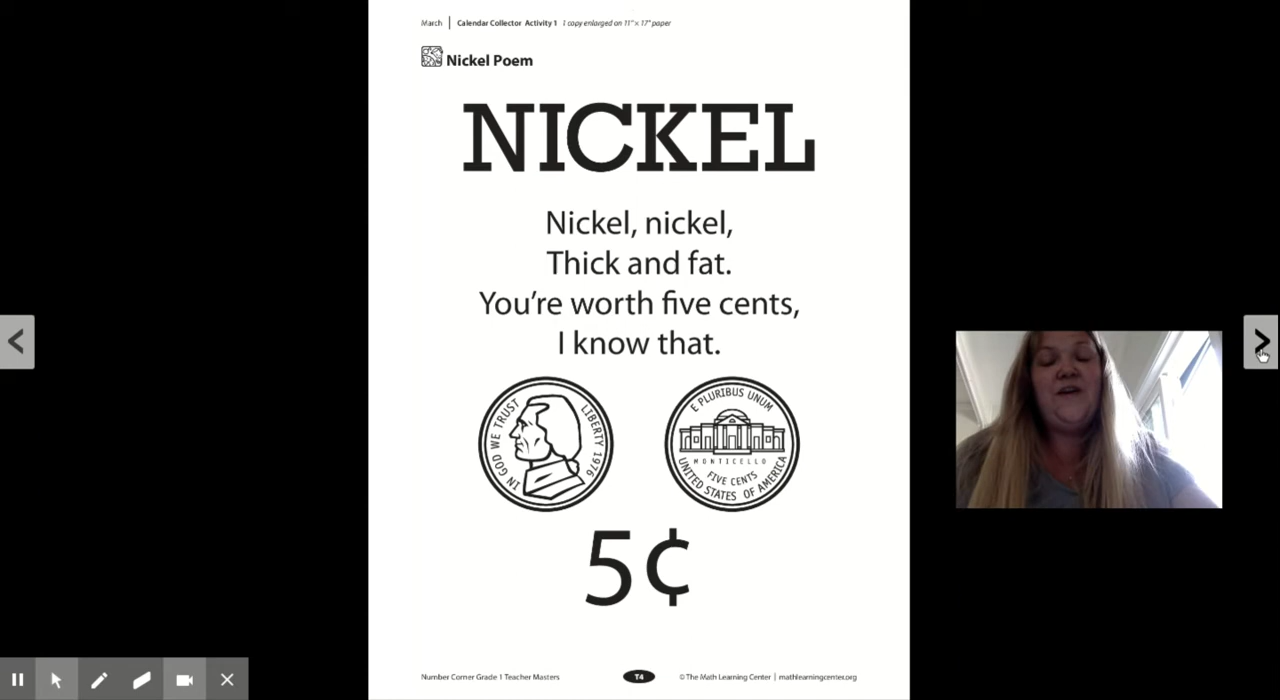 March | Calendar Collector Activity 1 1 copy enlarged on 11" × 17" paper
Nickel Poem
NICKEL
Nickel, nickel,
Thick and fat.
You're worth five cents,
I know that.
IN GOD WE TRUST LIBERTY 1976
E PLURIBUS UNUM
MONTICELLO
FIVE CENTS
UNITED STATES OF AMERICA
5¢
Number Corner Grade 1 Teacher Masters T4 © The Math Learning Center | mathlearningcenter.org